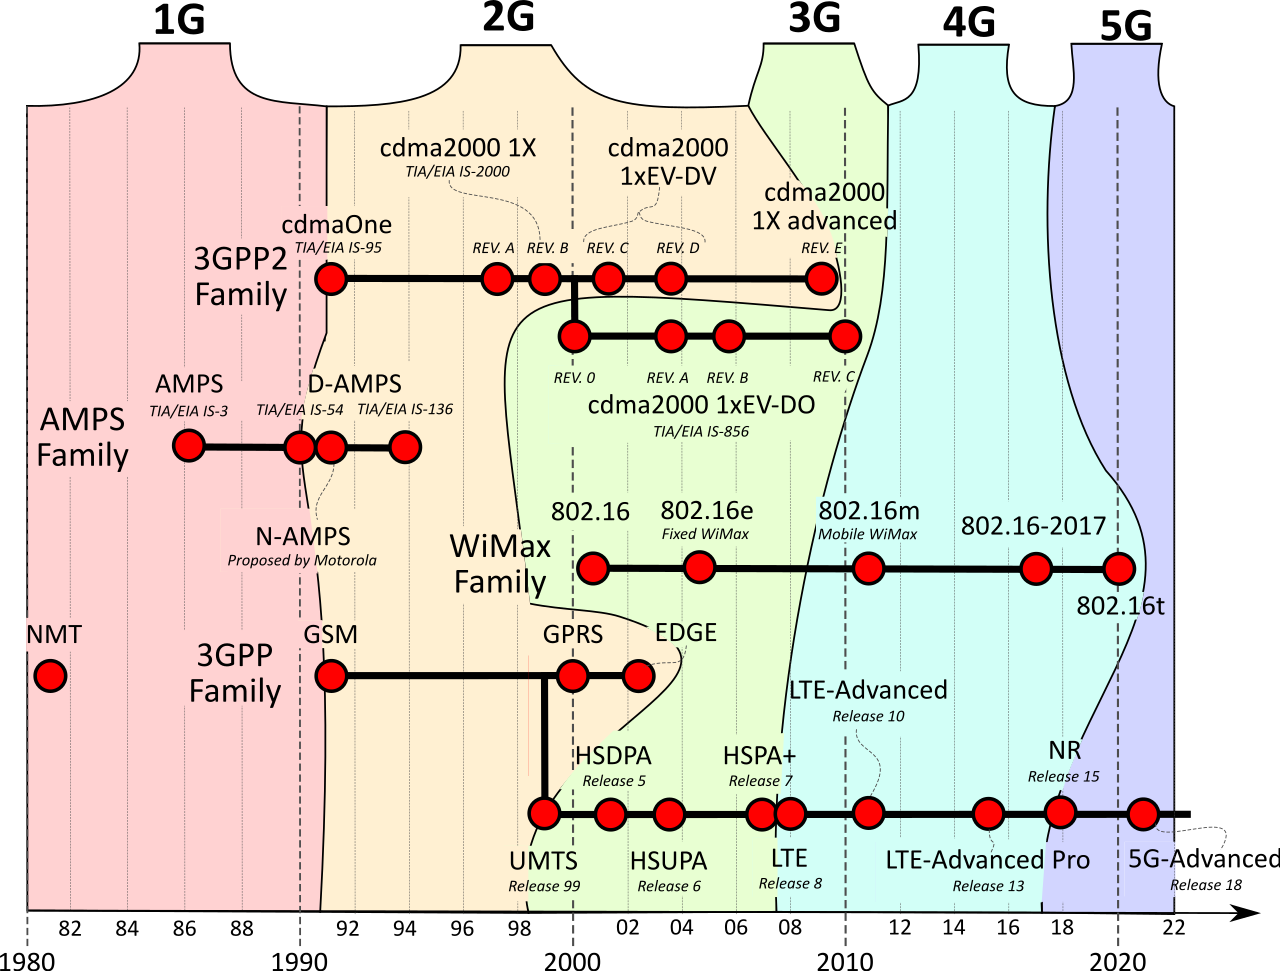 1G
2G
3G
4G
5G
cdma2000 1X
TIA/EIA IS-2000
cdma2000
1xEV-DV
cdma2000
1X advanced
cdmaOne
TIA/EIA IS-95
REV. A
REV. B
REV. C
REV. D
REV. E
3GPP2
Family
REV. 0
REV. A
REV. B
REV. C
cdma2000 1xEV-DO
TIA/EIA IS-856
AMPS
TIA/EIA IS-3
D-AMPS
TIA/EIA IS-54
TIA/EIA IS-136
AMPS
Family
N-AMPS
Proposed by Motorola
802.16
802.16e
Fixed WiMax
802.16m
Mobile WiMax
802.16-2017
WiMax
Family
802.16t
NMT
GSM
GPRS
EDGE
3GPP
Family
LTE-Advanced
Release 10
HSDPA
Release 5
HSPA+
Release 7
NR
Release 15
UMTS
Release 99
HSUPA
Release 6
LTE
Release 8
LTE-Advanced Pro
Release 13
5G-Advanced
Release 18
82
84
86
88
92
94
96
98
02
04
06
08
12
14
16
18
22
1980
1990
2000
2010
2020